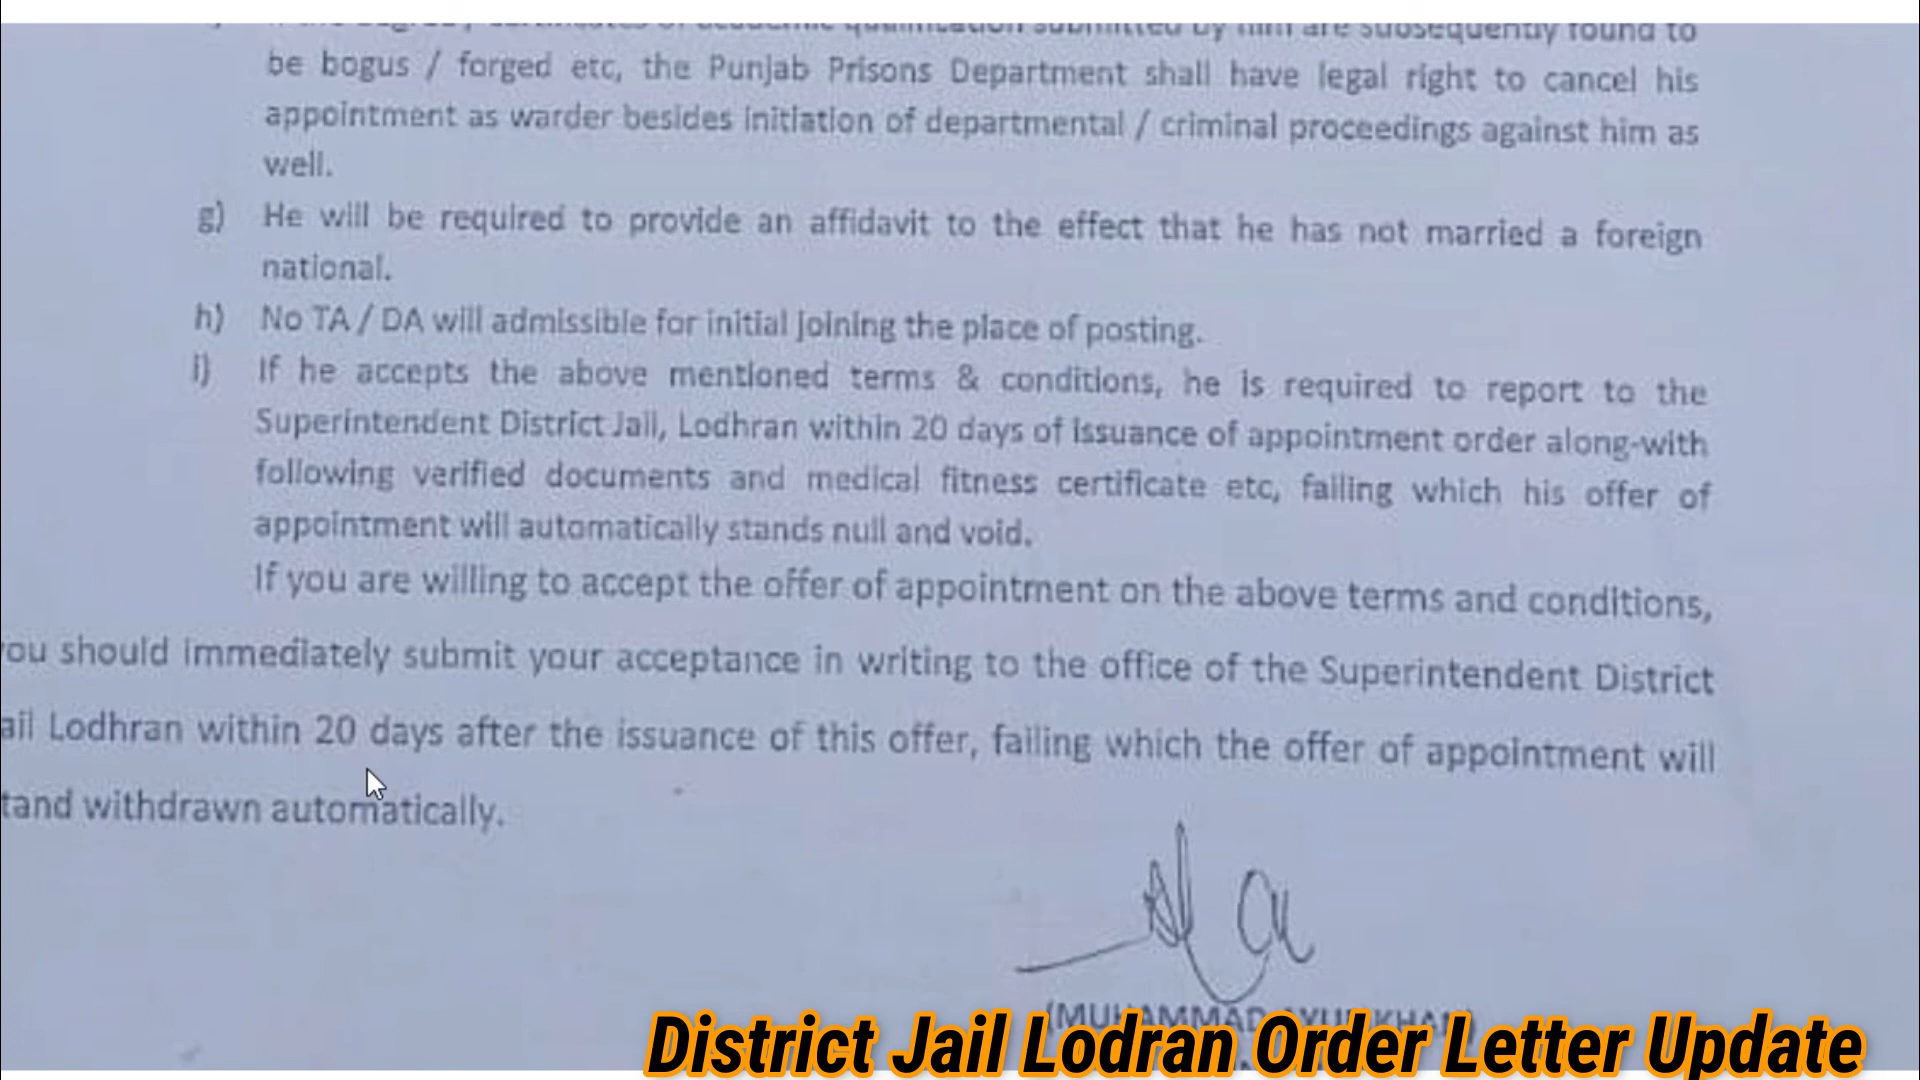 be bogus / forged etc, the Punjab Prisons Department shall have legal right to cancel his
appointment as warder besides initiation of departmental / criminal proceedings against him as
well.
g) He will be required to provide an affidavit to the effect that he has not married a foreign
national.
h) No TA / DA will admissible for initial joining the place of posting.
i) If he accepts the above mentioned terms & conditions, he is required to report to the
Superintendent District Jail, Lodhran within 20 days of issuance of appointment order along-with
following verified documents and medical fitness certificate etc, failing which his offer of
appointment will automatically stands null and void.
If you are willing to accept the offer of appointment on the above terms and conditions,
ou should immediately submit your acceptance in writing to the office of the Superintendent District
ail Lodhran within 20 days after the issuance of this offer, failing which the offer of appointment will
tand withdrawn automatically.
(MUHAMMAD
District Jail Lodran Order Letter Update